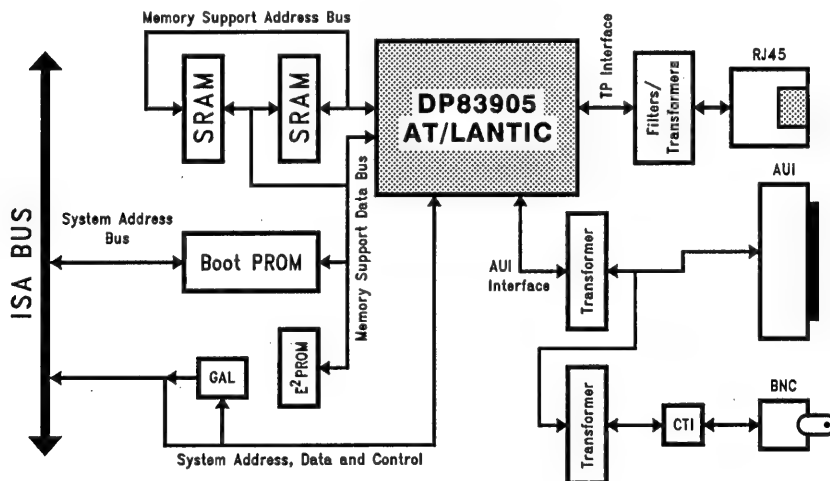 Memory Support Address Bus
SRAM
SRAM
DP83905
AT/LANTIC
TP Interface
Filters/
Transformers
RJ45
ISA BUS
System Address
Bus
Boot PROM
Memory Support Data Bus
AUI
Interface
Transformer
AUI
E²PROM
GAL
System Address, Data and Control
Transformer
CTI
BNC